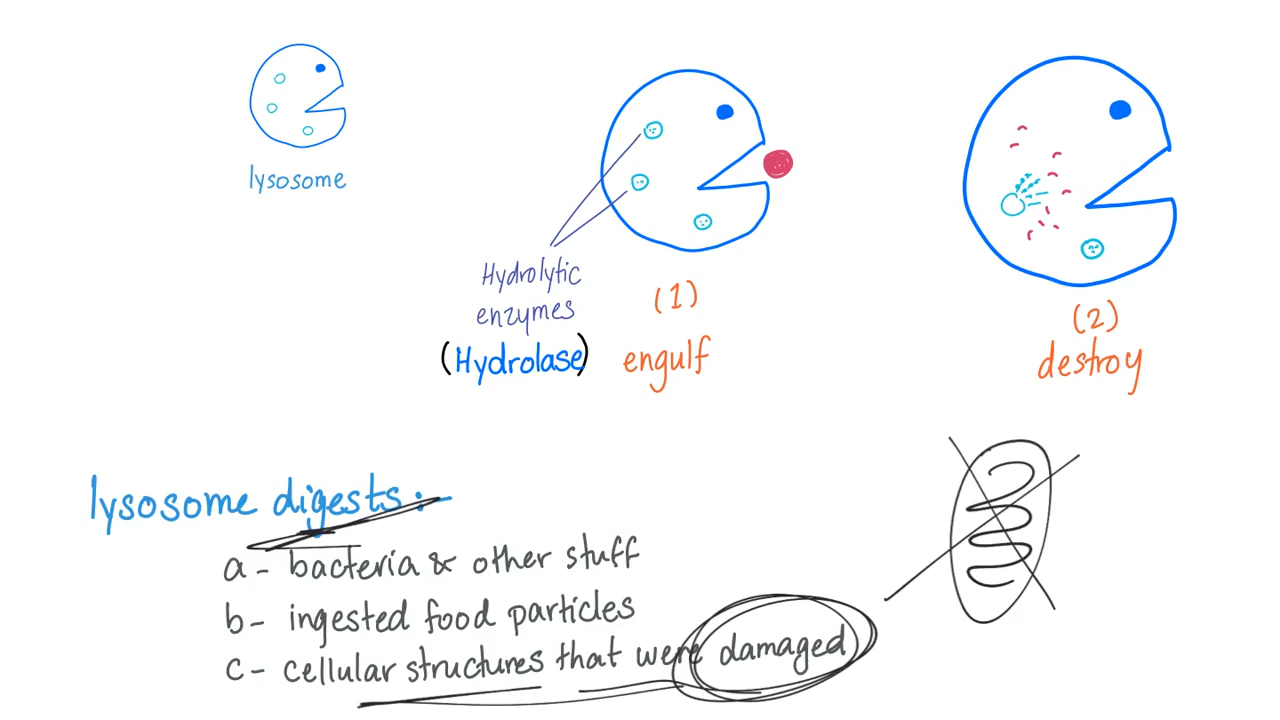 lysosome
Hydrolytic
enzymes
(Hydrolase)
(1)
engulf
(2)
destroy
lysosome digests:
a- bacteria & other stuff
b- ingested food particles
c- cellular structures that were damaged